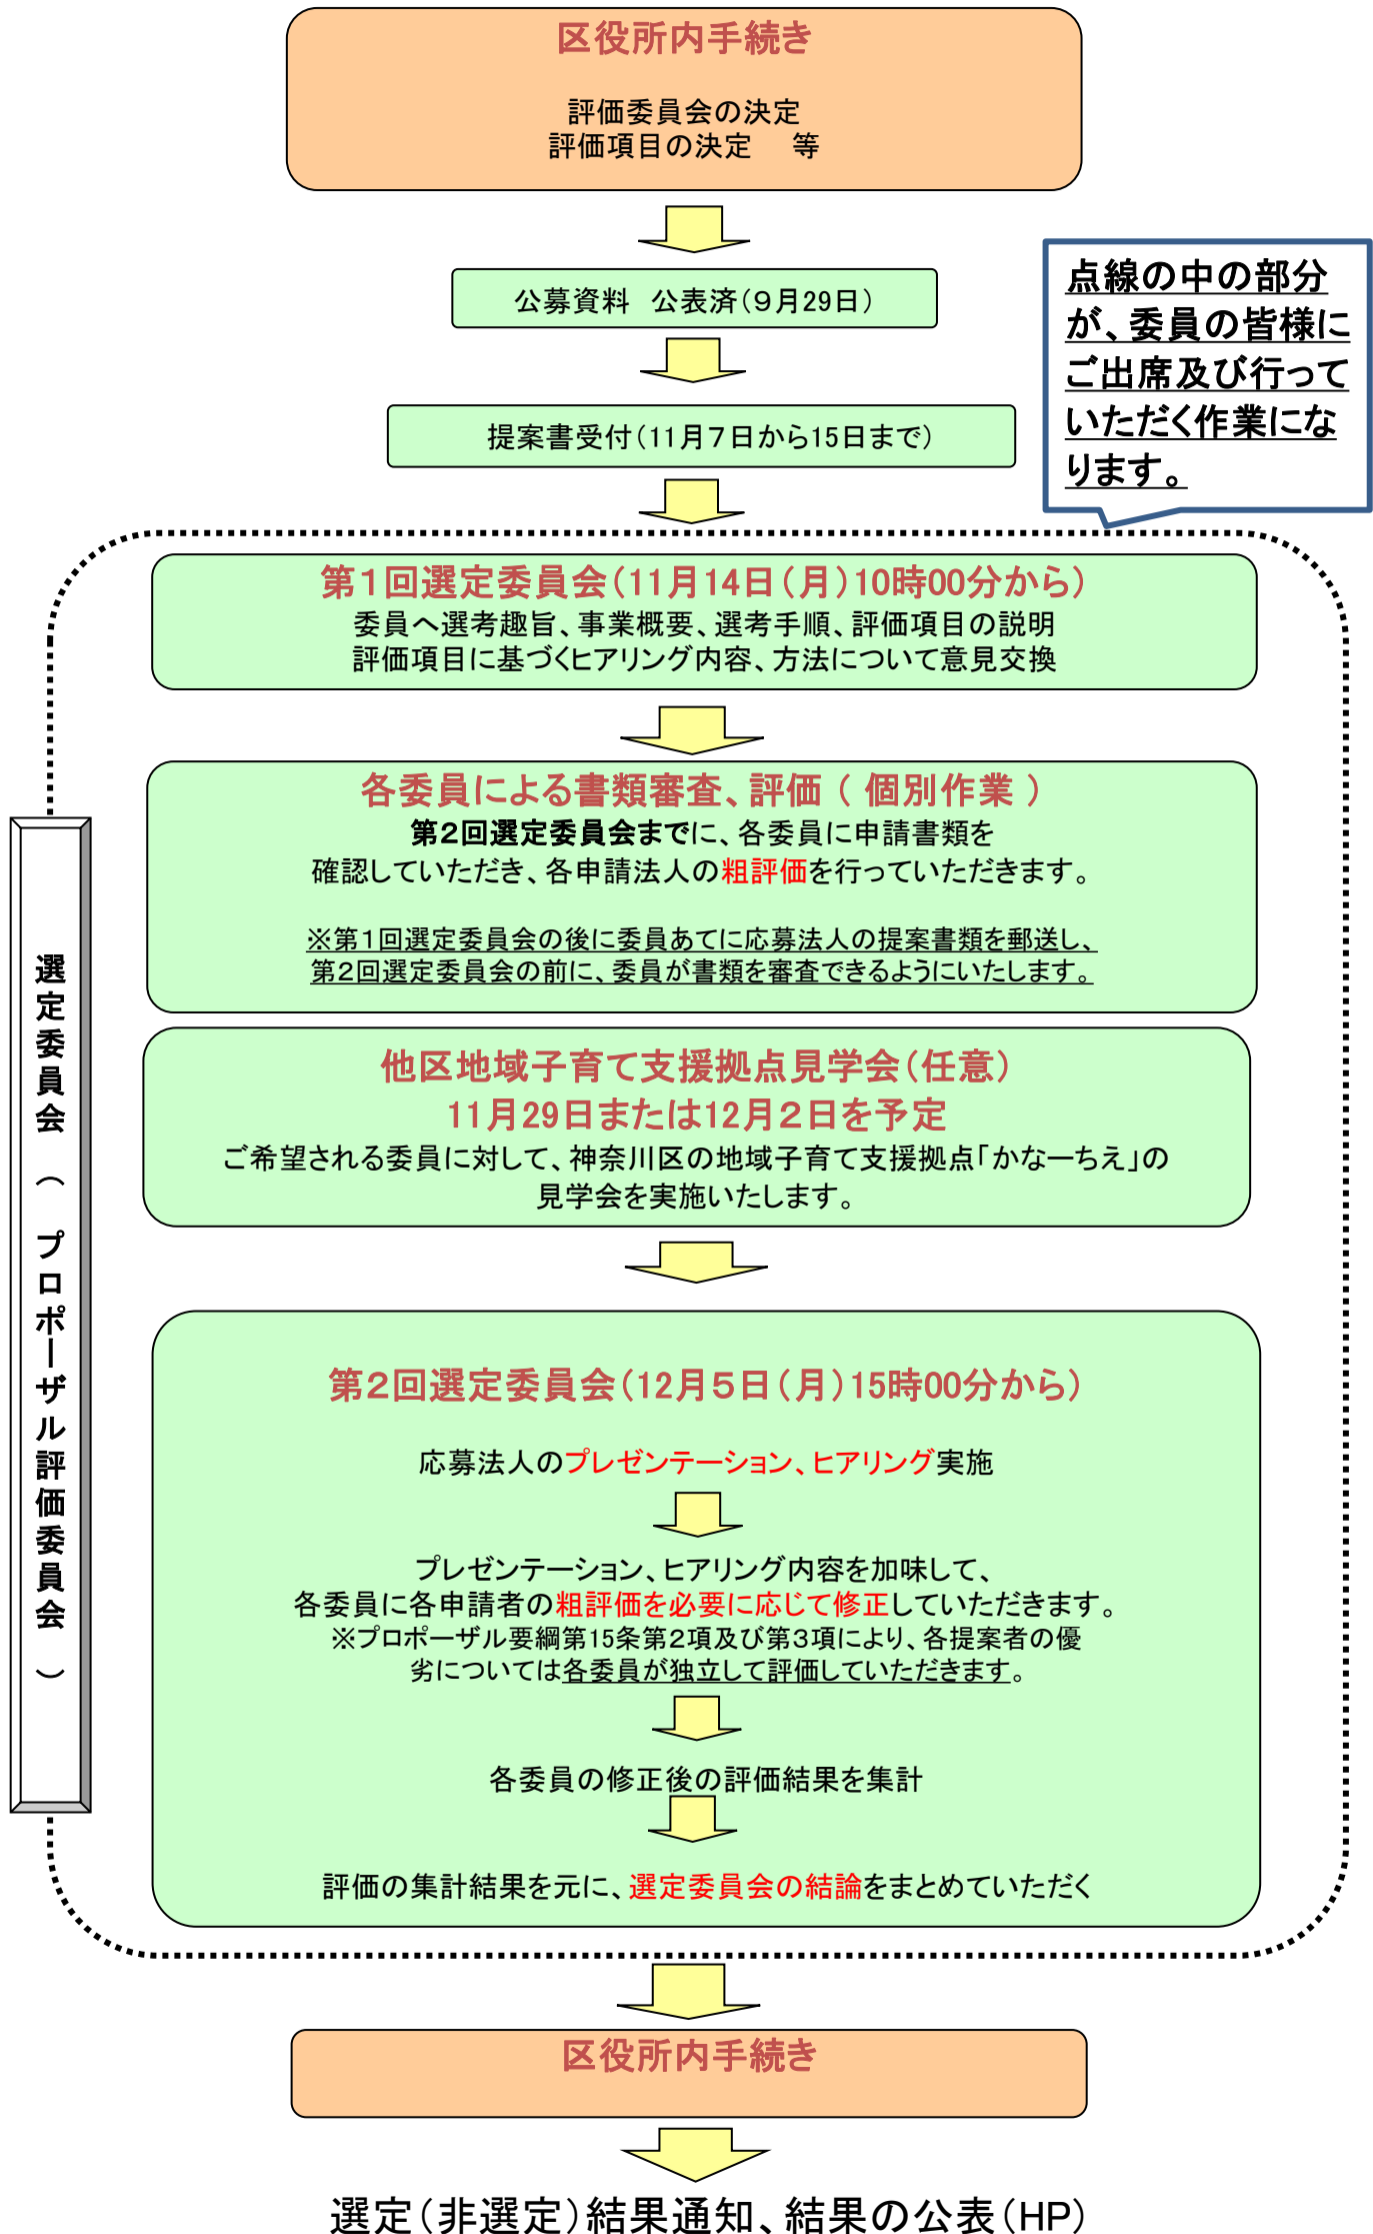 区役所内手続き
評価委員会の決定
評価項目の決定　等
公募資料　公表済（９月29日）
点線の中の部分
が、委員の皆様に
ご出席及び行って
いただく作業にな
ります。
提案書受付（11月７日から15日まで）
第１回選定委員会（11月14日（月）10時00分から）
委員へ選考趣旨、事業概要、選考手順、評価項目の説明
評価項目に基づくヒアリング内容、方法について意見交換
各委員による書類審査、評価（ 個別作業 ）
第２回選定委員会までに、各委員に申請書類を
確認していただき、各申請法人の粗評価を行っていただきます。
※第１回選定委員会の後に委員あてに応募法人の提案書類を郵送し、
第２回選定委員会の前に、委員が書類を審査できるようにいたします。
選定委員会（プロポーザル評価委員会）
他区地域子育て支援拠点見学会（任意）
11月29日または12月２日を予定
ご希望される委員に対して、神奈川区の地域子育て支援拠点「かなーちえ」の
見学会を実施いたします。
第２回選定委員会（12月５日（月）15時00分から）
応募法人のプレゼンテーション、ヒアリング実施
プレゼンテーション、ヒアリング内容を加味して、
各委員に各申請者の粗評価を必要に応じて修正していただきます。
※プロポーザル要綱第15条第２項及び第３項により、各提案者の優
劣については各委員が独立して評価していただきます。
各委員の修正後の評価結果を集計
評価の集計結果を元に、選定委員会の結論をまとめていただく
区役所内手続き
選定（非選定）結果通知、結果の公表（HP）